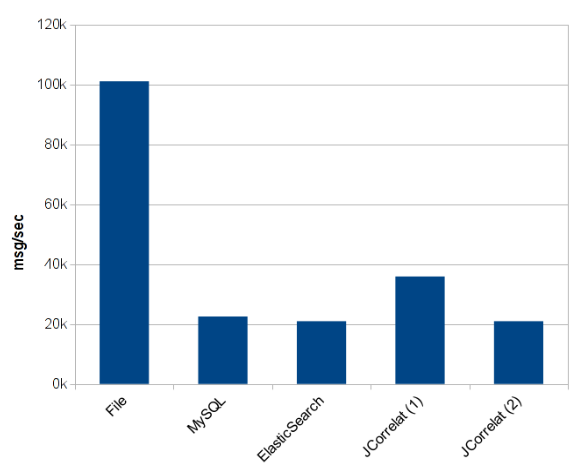 120k
100k
80k
60k
40k
20k
0k
msg/sec
File
MySQL
ElasticSearch
JCorrelat (1)
JCorrelat (2)